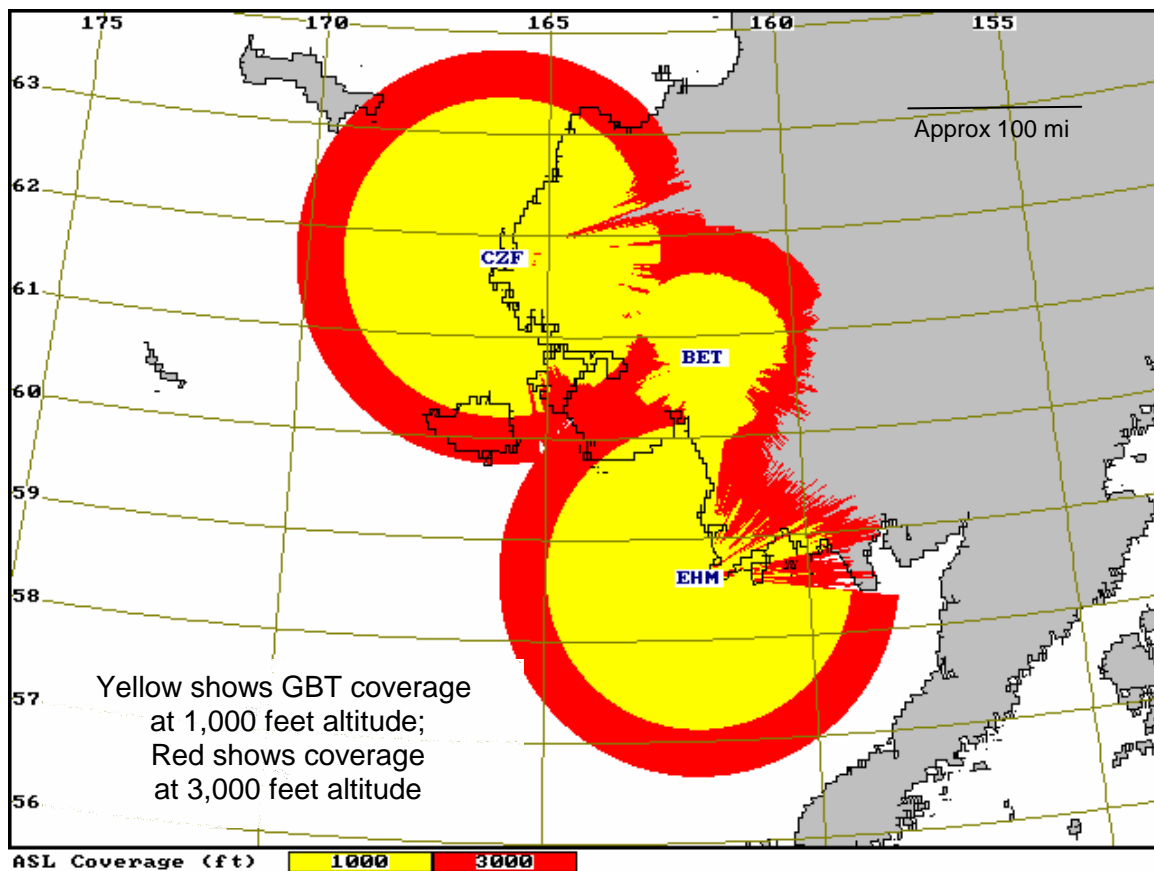 175 170 165 160 155
63
Approx 100 mi
62
CZF
61
BET
60
59
EHM
58
Yellow shows GBT coverage
at 1,000 feet altitude;
57
Red shows coverage
at 3,000 feet altitude
56
ASL Coverage (ft) 1000 3000